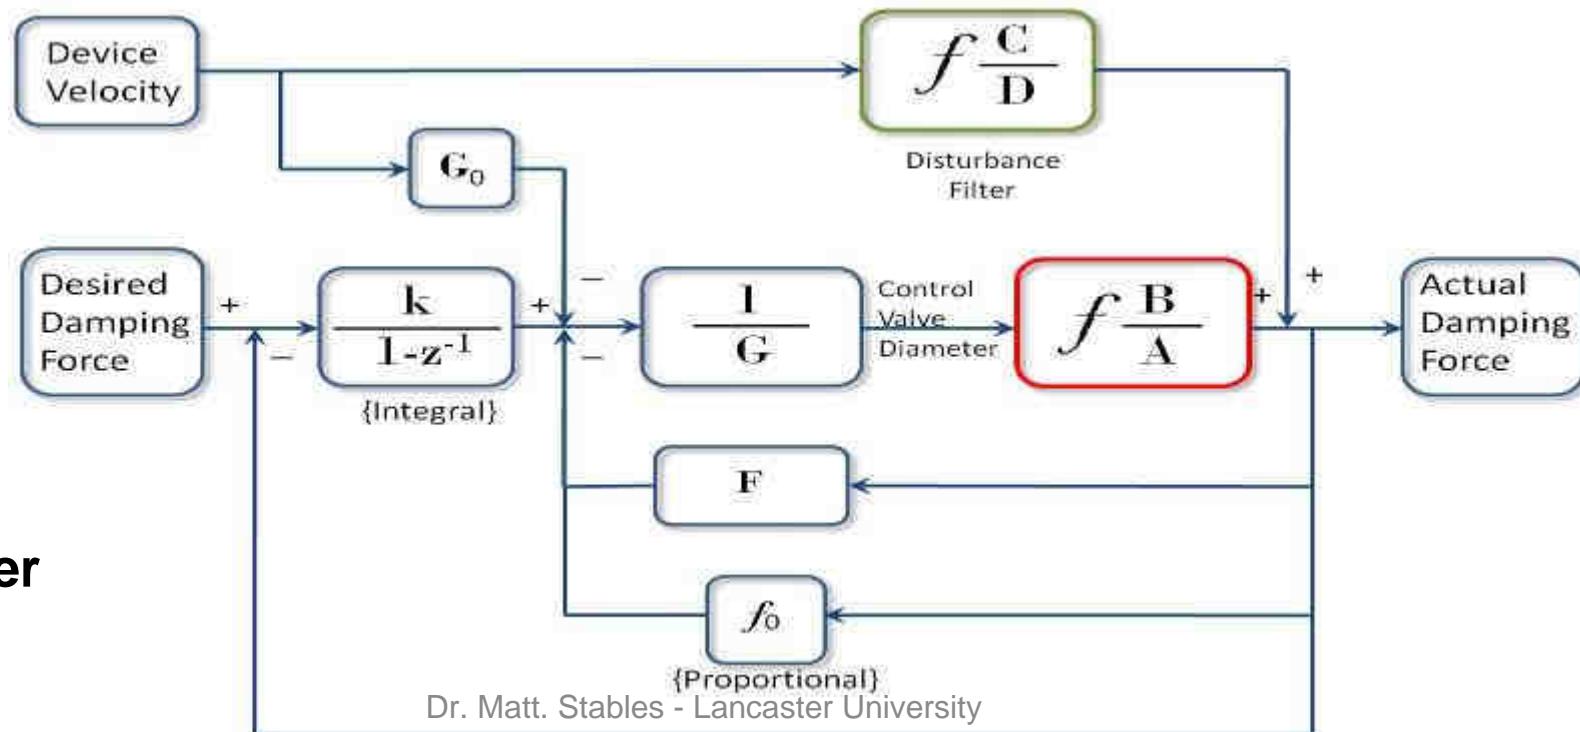 Device
Velocity
f C/D
Disturbance
Filter
G₀
Desired
Damping
Force
+
−
k
1-z⁻¹
{Integral}
+
−
−
1
G
Control
Valve
Diameter
f B/A
+
+
Actual
Damping
Force
F
er
f₀
{Proportional}
Dr. Matt. Stables - Lancaster University